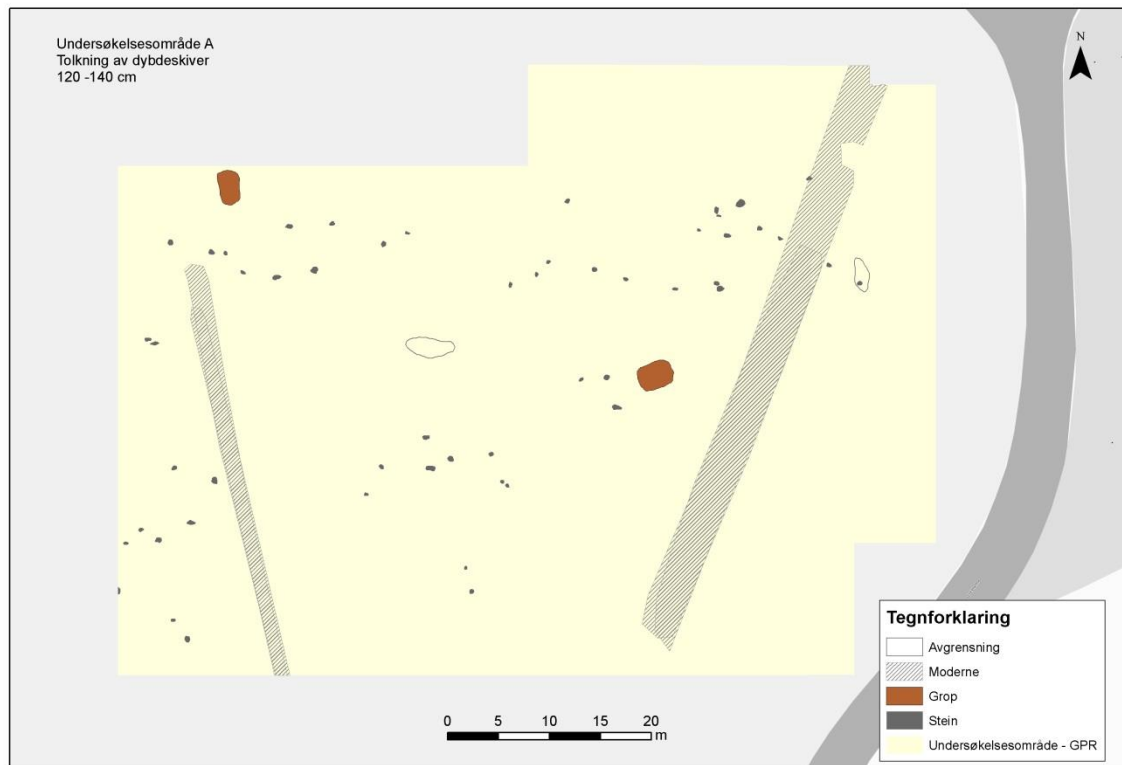 Undersøkelsesområde A
Tolkning av dybdeskiver
120 -140 cm
N
Tegnforklaring
Avgrensning
Moderne
Grop
Stein
Undersøkelsesområde - GPR
0 5 10 15 20
m